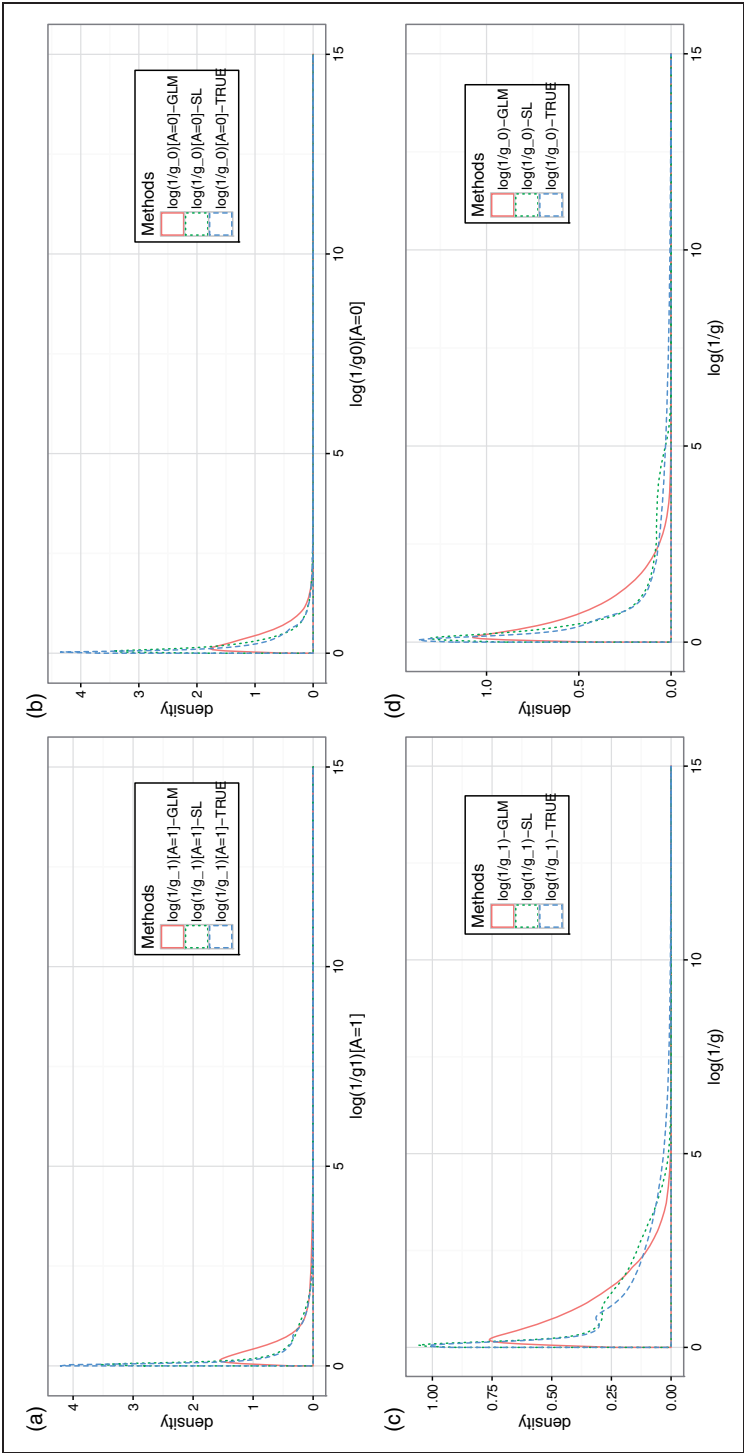 (a)
density
4
3
2
1
0
0
5
10
15
log(1/g1)[A=1]
Methods
log(1/g_1)[A=1]−GLM
log(1/g_1)[A=1]−SL
log(1/g_1)[A=1]−TRUE
(b)
density
4
3
2
1
0
0
5
10
15
log(1/g0)[A=0]
Methods
log(1/g_0)[A=0]−GLM
log(1/g_0)[A=0]−SL
log(1/g_0)[A=0]−TRUE
(c)
density
1.00
0.75
0.50
0.25
0.00
0
5
10
15
log(1/g)
Methods
log(1/g_1)−GLM
log(1/g_1)−SL
log(1/g_1)−TRUE
(d)
density
1.0
0.5
0.0
0
5
10
15
log(1/g)
Methods
log(1/g_0)−GLM
log(1/g_0)−SL
log(1/g_0)−TRUE